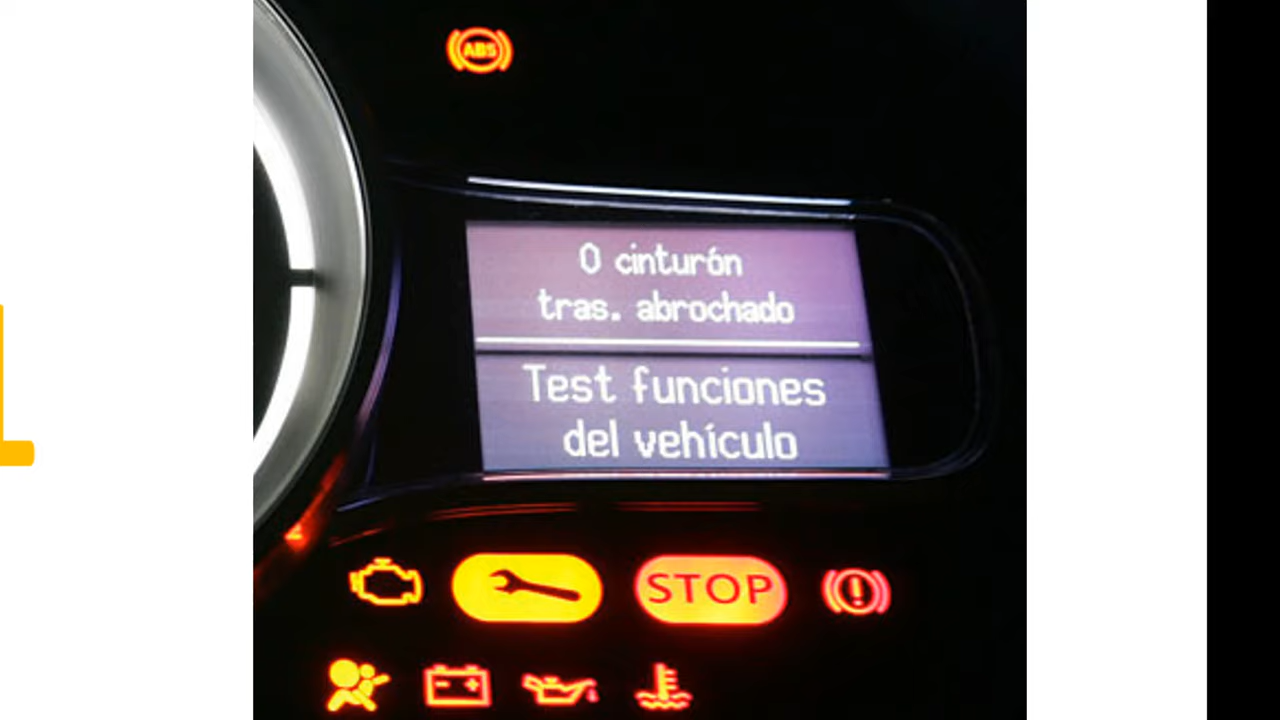 ABS
0 cinturón
tras. abrochado
Test funciones
del vehículo
STOP